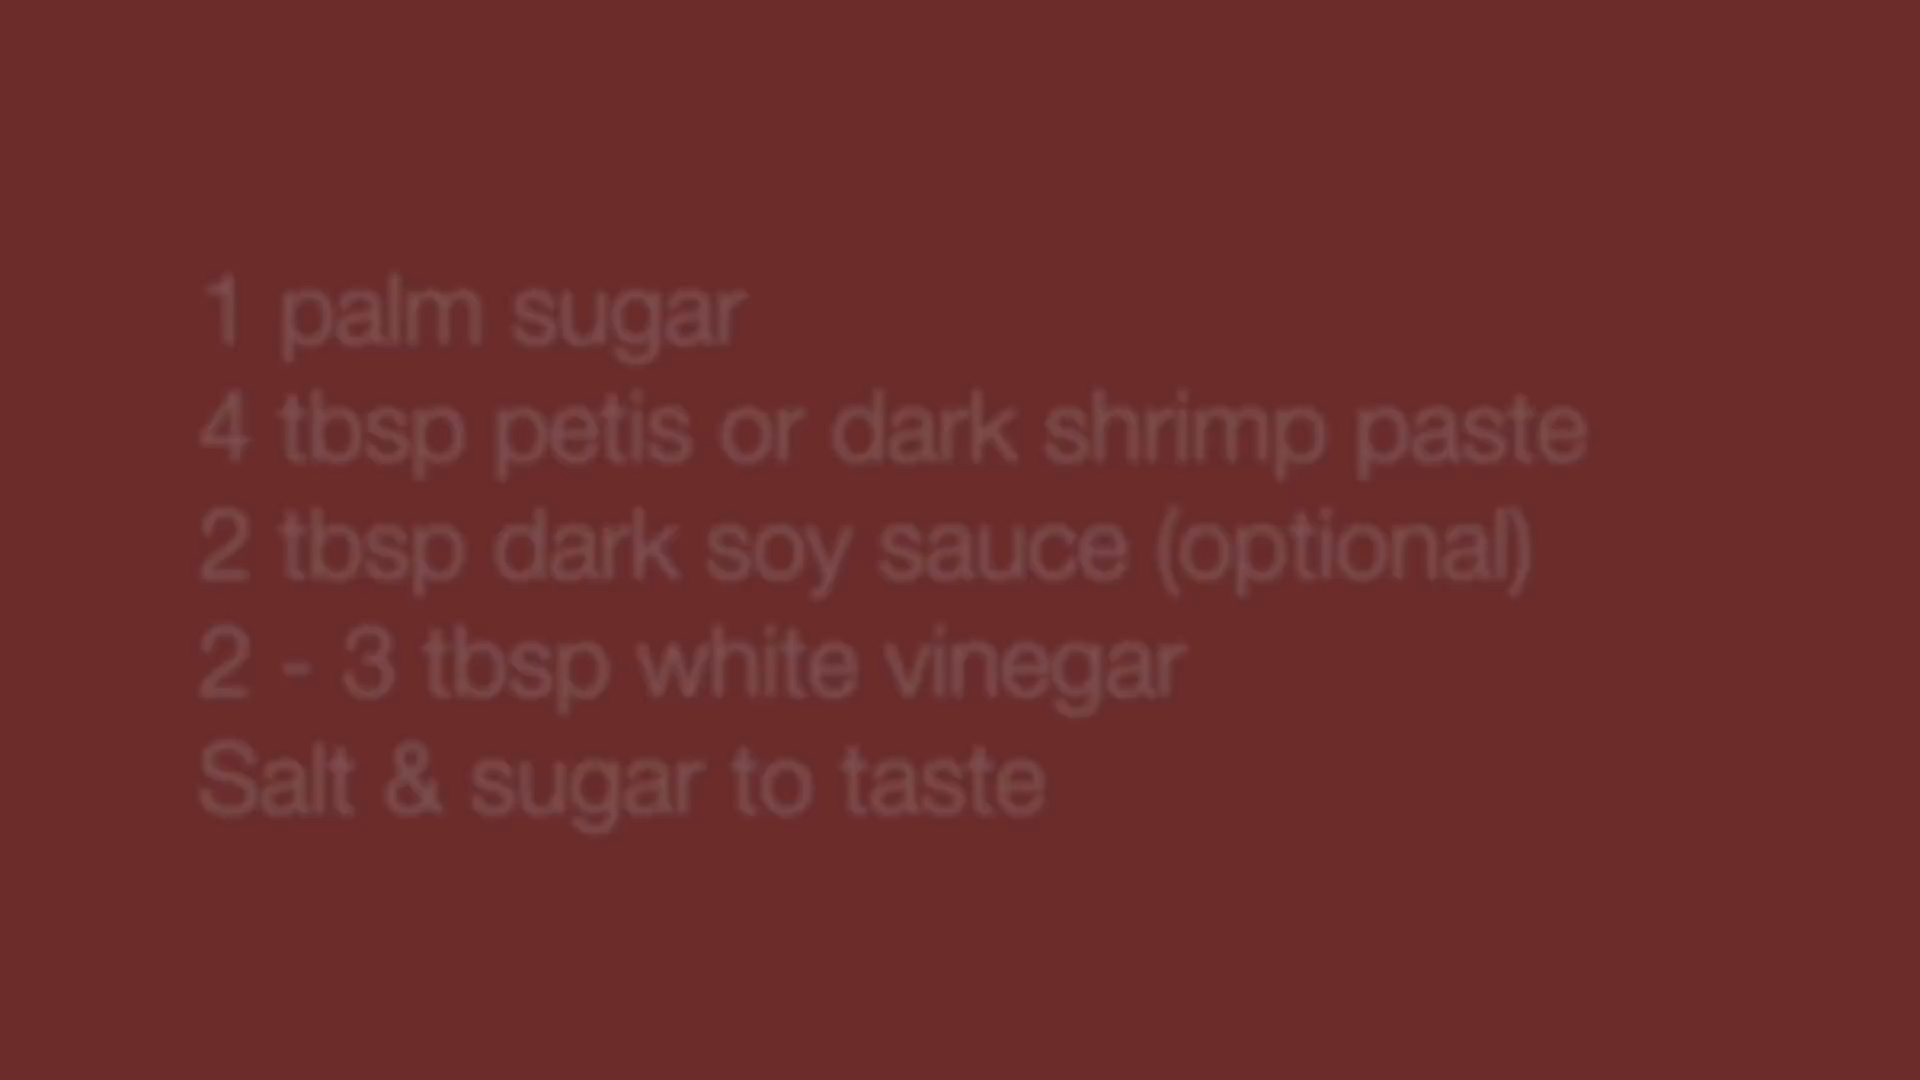 1 palm sugar
4 tbsp petis or dark shrimp paste
2 tbsp dark soy sauce (optional)
2 - 3 tbsp white vinegar
Salt & sugar to taste